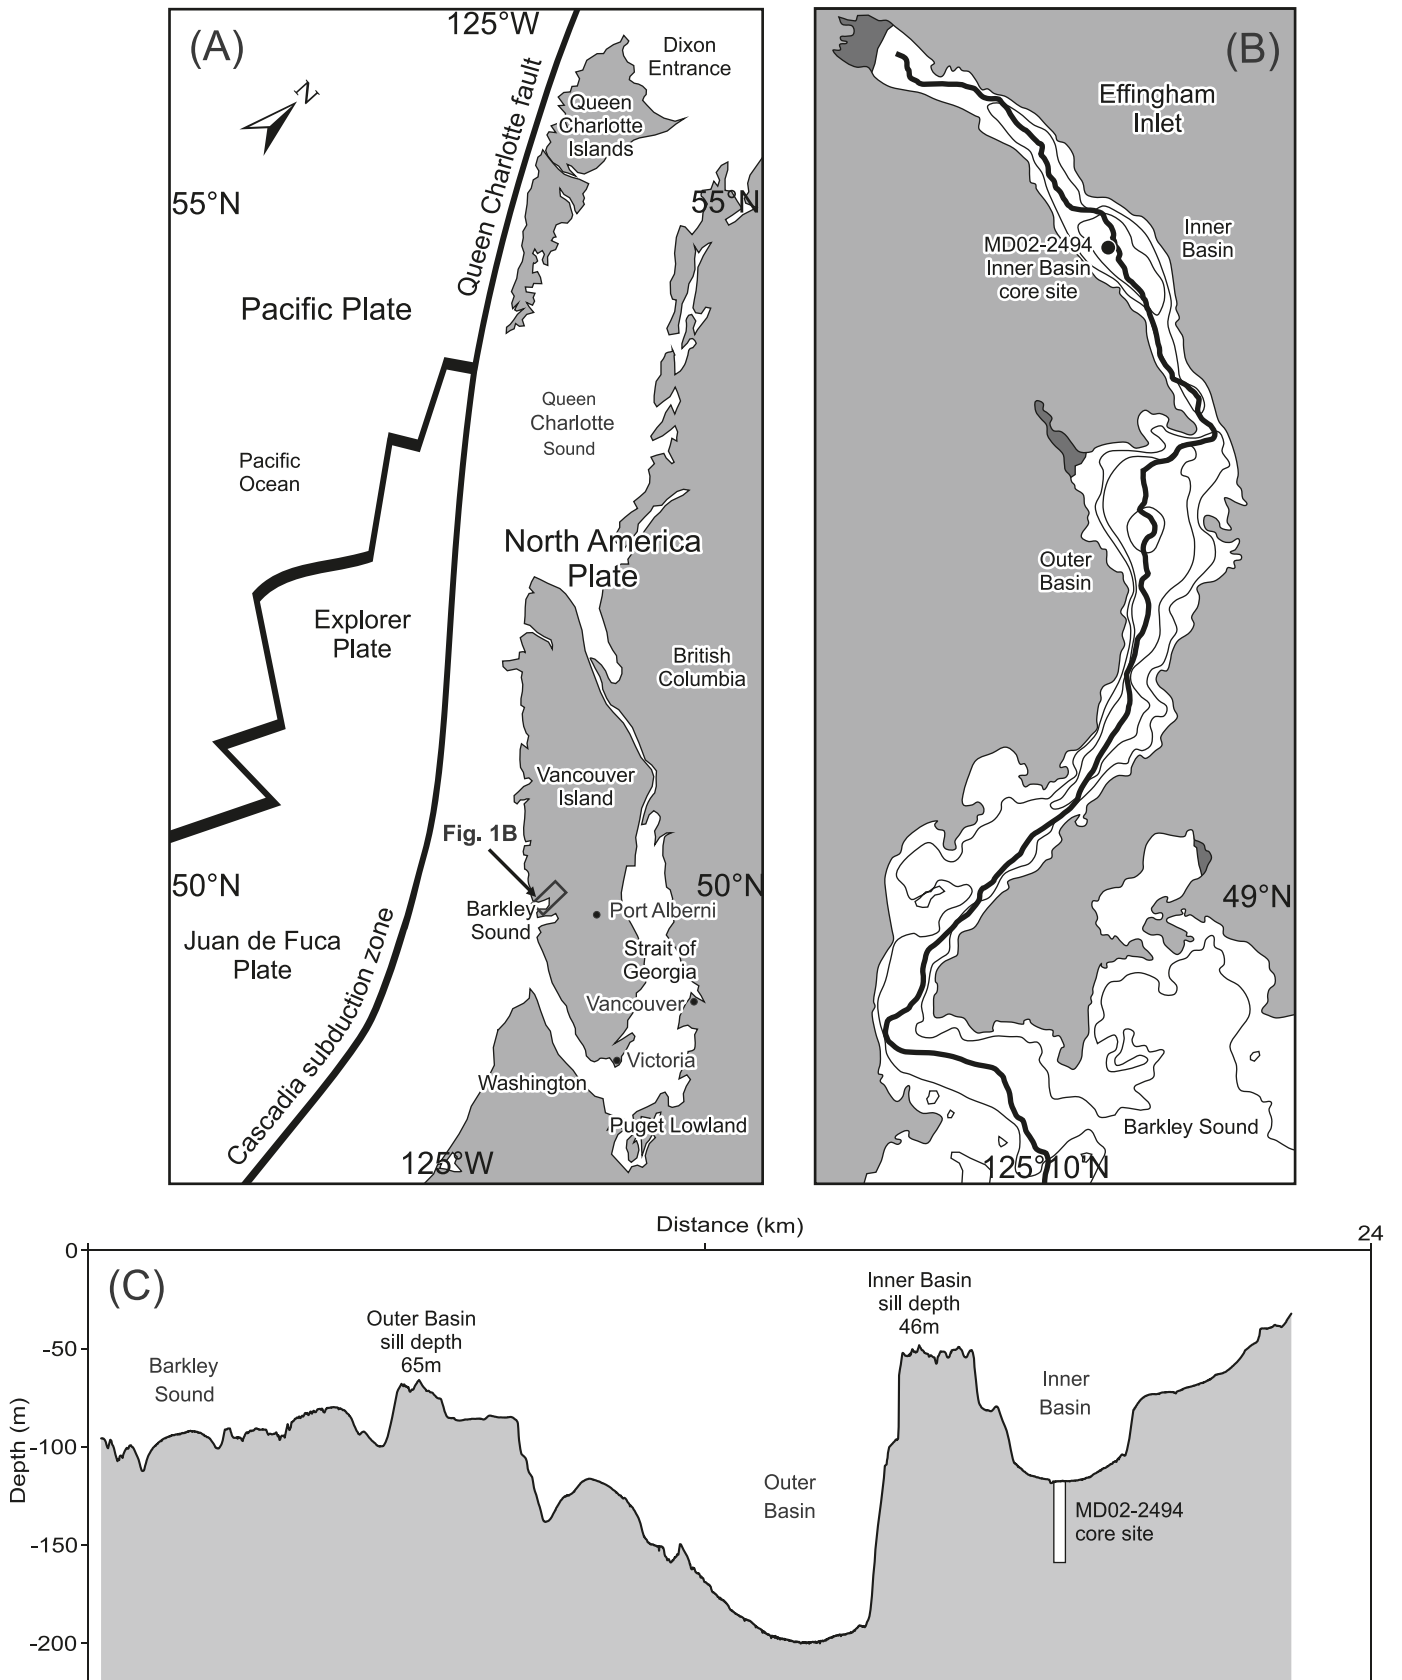 (A)
125°W
Dixon
Entrance
N
Queen Charlotte fault
Queen
Charlotte
Islands
55°N
55°N
Pacific Plate
Queen
Charlotte
Sound
Pacific
Ocean
North America
Plate
Explorer
Plate
British
Columbia
Vancouver
Island
Fig. 1B
50°N
50°N
Barkley
Sound
Port Alberni
Juan de Fuca
Plate
Strait of
Georgia
Cascadia subduction zone
Vancouver
Victoria
Washington
Puget Lowland
125°W
(B)
Effingham
Inlet
Inner
Basin
MD02-2494
Inner Basin
core site
Outer
Basin
49°N
Barkley Sound
125°10'N
Distance (km)
24
0
(C)
Inner Basin
sill depth
46m
Outer Basin
sill depth
65m
-50
Barkley
Sound
Inner
Basin
Depth (m)
-100
Outer
Basin
MD02-2494
core site
-150
-200